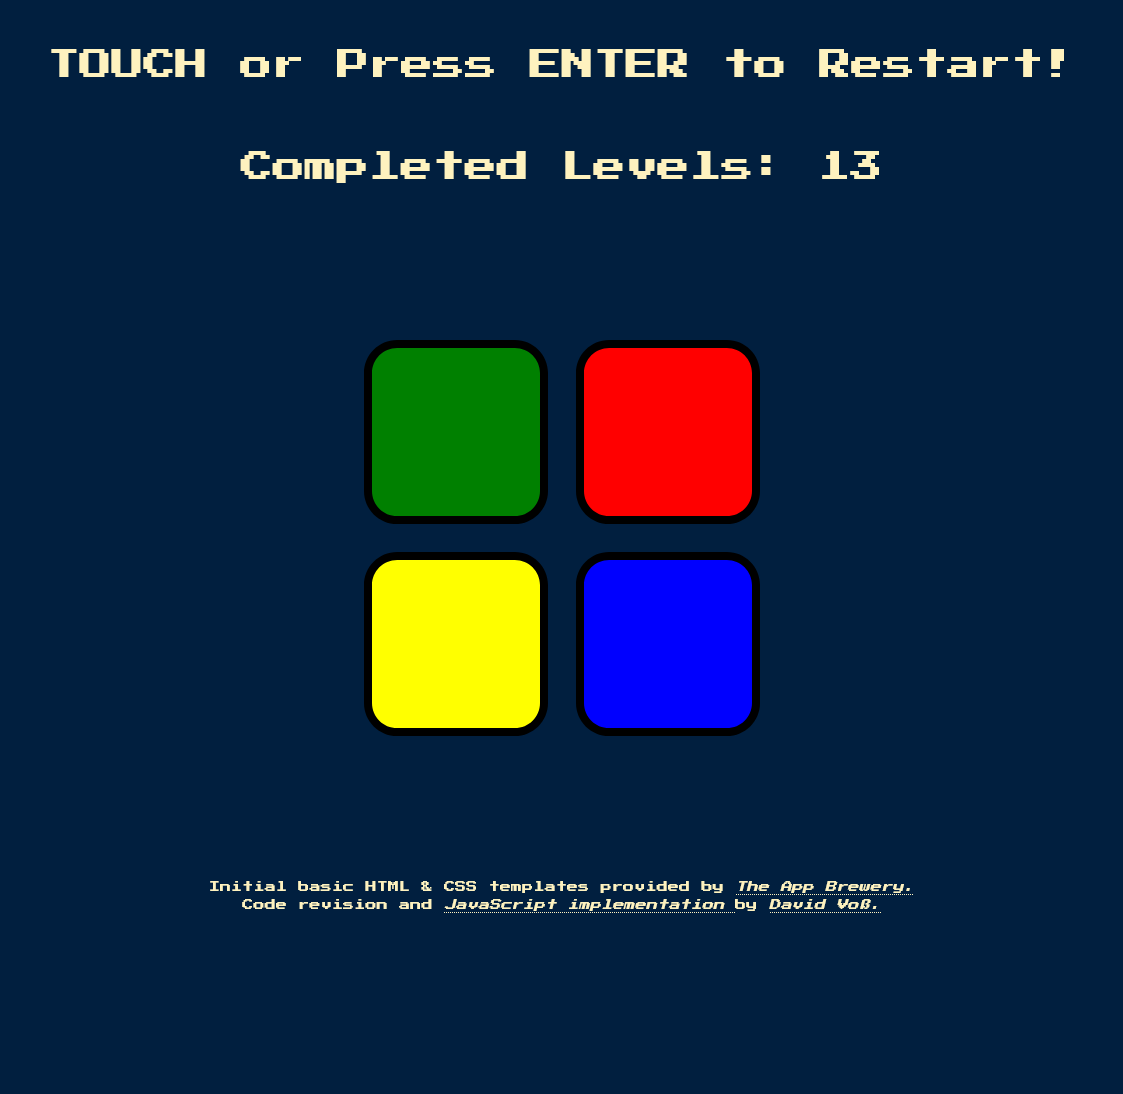 TOUCH or Press ENTER to Restart!
Completed Levels: 13
Initial basic HTML & CSS templates provided by The App Brewery.
Code revision and JavaScript implementation by David Voß.